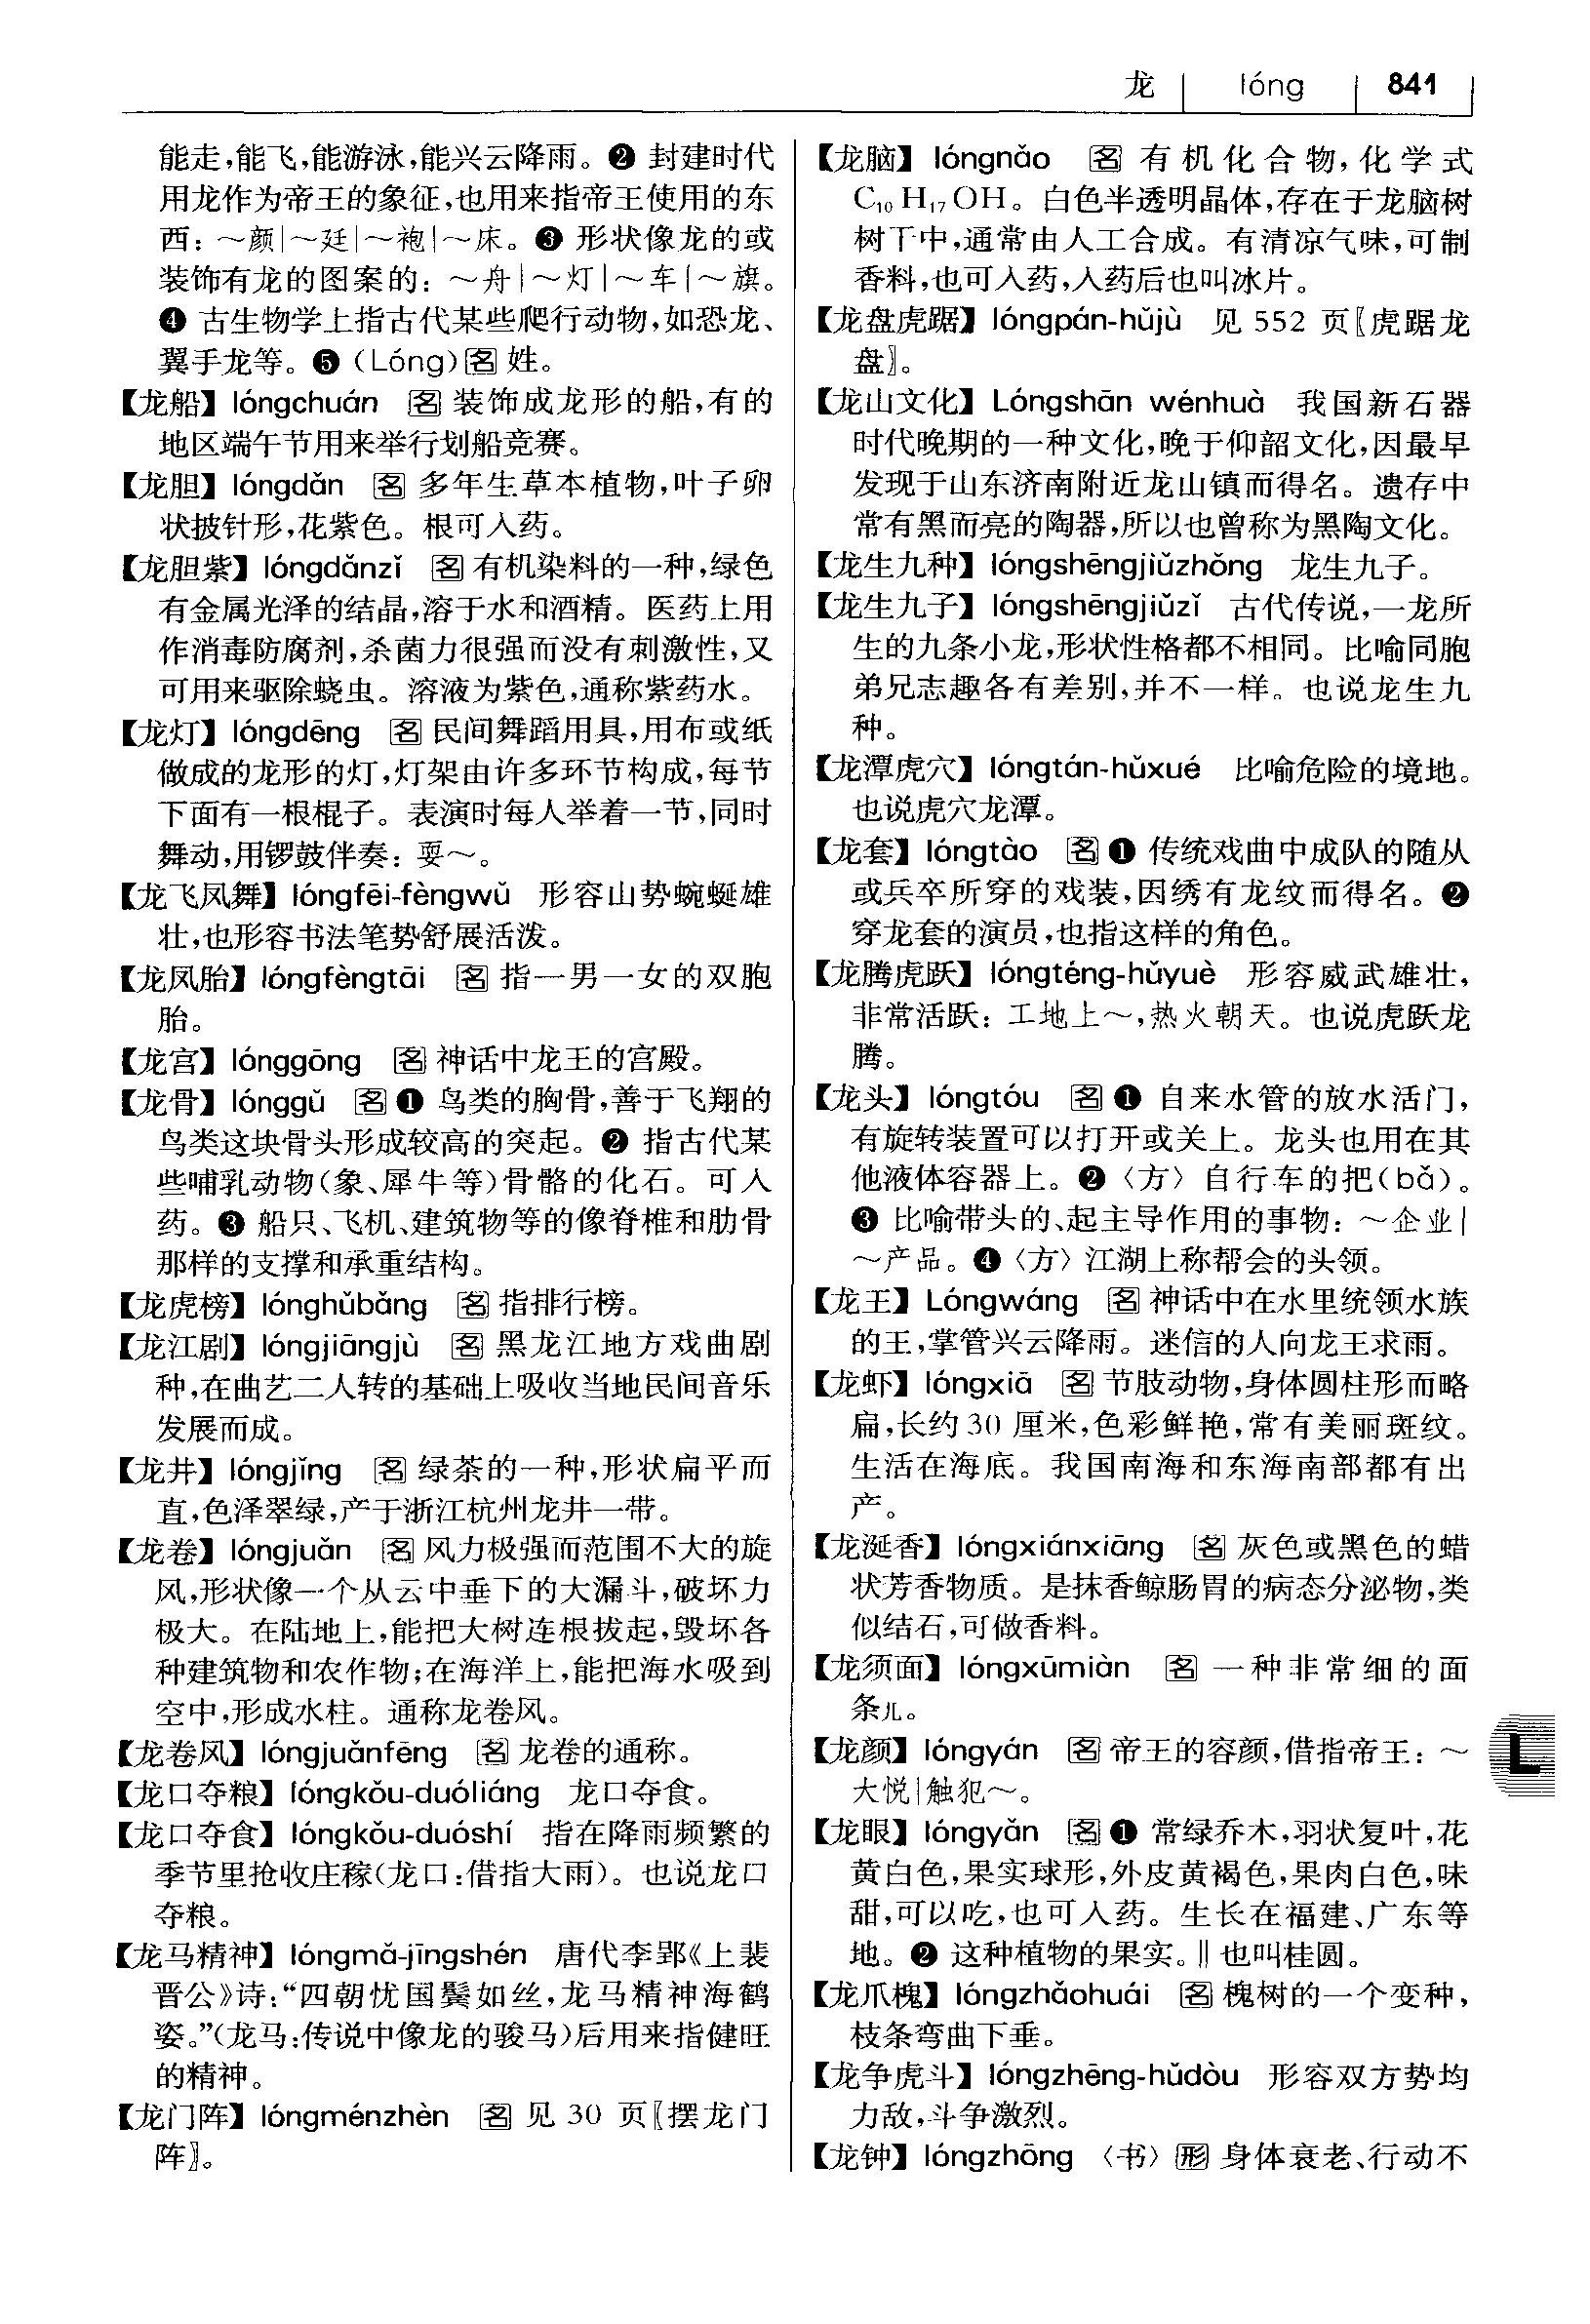 龙 | lóng | 841
能走,能飞,能游泳,能兴云降雨。❷ 封建时代
用龙作为帝王的象征,也用来指帝王使用的东
西：～颜|～廷|～袍|～床。❸ 形状像龙的或
装饰有龙的图案的：～舟|～灯|～车|～旗。
❹ 古生物学上指古代某些爬行动物,如恐龙、
翼手龙等。❺（Lóng）名 姓。
【龙船】lóngchuán 名 装饰成龙形的船,有的
地区端午节用来举行划船竞赛。
【龙胆】lóngdǎn 名 多年生草本植物,叶子卵
状披针形,花紫色。根可入药。
【龙胆紫】lóngdǎnzǐ 名 有机染料的一种,绿色
有金属光泽的结晶,溶于水和酒精。医药上用
作消毒防腐剂,杀菌力很强而没有刺激性,又
可用来驱除蛲虫。溶液为紫色,通称紫药水。
【龙灯】lóngdēng 名 民间舞蹈用具,用布或纸
做成的龙形的灯,灯架由许多环节构成,每节
下面有一根棍子。表演时每人举着一节,同时
舞动,用锣鼓伴奏：耍～。
【龙飞凤舞】lóngfēi-fèngwǔ 形容山势蜿蜒雄
壮,也形容书法笔势舒展活泼。
【龙凤胎】lóngfèngtāi 名 指一男一女的双胞
胎。
【龙宫】lónggōng 名 神话中龙王的宫殿。
【龙骨】lónggǔ 名 ❶ 鸟类的胸骨,善于飞翔的
鸟类这块骨头形成较高的突起。❷ 指古代某
些哺乳动物(象、犀牛等)骨骼的化石。可入
药。❸ 船只、飞机、建筑物等的像脊椎和肋骨
那样的支撑和承重结构。
【龙虎榜】lónghǔbǎng 名 指排行榜。
【龙江剧】lóngjiāngjù 名 黑龙江地方戏曲剧
种,在曲艺二人转的基础上吸收当地民间音乐
发展而成。
【龙井】lóngjǐng 名 绿茶的一种,形状扁平而
直,色泽翠绿,产于浙江杭州龙井一带。
【龙卷】lóngjuǎn 名 风力极强而范围不大的旋
风,形状像一个从云中垂下的大漏斗,破坏力
极大。在陆地上,能把大树连根拔起,毁坏各
种建筑物和农作物;在海洋上,能把海水吸到
空中,形成水柱。通称龙卷风。
【龙卷风】lóngjuǎnfēng 名 龙卷的通称。
【龙口夺粮】lóngkǒu-duóliáng 龙口夺食。
【龙口夺食】lóngkǒu-duóshí 指在降雨频繁的
季节里抢收庄稼(龙口：借指大雨)。也说龙口
夺粮。
【龙马精神】lóngmǎ-jīngshén 唐代李郢《上裴
晋公》诗：“四朝忧国鬓如丝,龙马精神海鹤
姿。”(龙马：传说中像龙的骏马)后用来指健旺
的精神。
【龙门阵】lóngménzhèn 名 见 30 页〖摆龙门
阵〗。
【龙脑】lóngnǎo 名 有机化合物,化学式
C₁₀H₁₇OH。白色半透明晶体,存在于龙脑树
树干中,通常由人工合成。有清凉气味,可制
香料,也可入药,入药后也叫冰片。
【龙盘虎踞】lóngpán-hǔjù 见 552 页〖虎踞龙
盘〗。
【龙山文化】Lóngshān wénhuà 我国新石器
时代晚期的一种文化,晚于仰韶文化,因最早
发现于山东济南附近龙山镇而得名。遗存中
常有黑而亮的陶器,所以也曾称为黑陶文化。
【龙生九种】lóngshēngjiǔzhǒng 龙生九子。
【龙生九子】lóngshēngjiǔzǐ 古代传说,一龙所
生的九条小龙,形状性格都不相同。比喻同胞
弟兄志趣各有差别,并不一样。也说龙生九
种。
【龙潭虎穴】lóngtán-hǔxué 比喻危险的境地。
也说虎穴龙潭。
【龙套】lóngtào 名 ❶ 传统戏曲中成队的随从
或兵卒所穿的戏装,因绣有龙纹而得名。❷
穿龙套的演员,也指这样的角色。
【龙腾虎跃】lóngténg-hǔyuè 形容威武雄壮,
非常活跃：工地上～,热火朝天。也说虎跃龙
腾。
【龙头】lóngtóu 名 ❶ 自来水管的放水活门,
有旋转装置可以打开或关上。龙头也用在其
他液体容器上。❷〈方〉自行车的把(bǎ)。
❸ 比喻带头的、起主导作用的事物：～企业|
～产品。❹〈方〉江湖上称帮会的头领。
【龙王】Lóngwáng 名 神话中在水里统领水族
的王,掌管兴云降雨。迷信的人向龙王求雨。
【龙虾】lóngxiā 名 节肢动物,身体圆柱形而略
扁,长约 30 厘米,色彩鲜艳,常有美丽斑纹。
生活在海底。我国南海和东海南部都有出
产。
【龙涎香】lóngxiánxiāng 名 灰色或黑色的蜡
状芳香物质。是抹香鲸肠胃的病态分泌物,类
似结石,可做香料。
【龙须面】lóngxūmiàn 名 一种非常细的面
条儿。
【龙颜】lóngyán 名 帝王的容颜,借指帝王：～
大悦|触犯～。
【龙眼】lóngyǎn 名 ❶ 常绿乔木,羽状复叶,花
黄白色,果实球形,外皮黄褐色,果肉白色,味
甜,可以吃,也可入药。生长在福建、广东等
地。❷ 这种植物的果实。‖也叫桂圆。
【龙爪槐】lóngzhǎohuái 名 槐树的一个变种,
枝条弯曲下垂。
【龙争虎斗】lóngzhēng-hǔdòu 形容双方势均
力敌,斗争激烈。
【龙钟】lóngzhōng〈书〉形 身体衰老、行动不
L